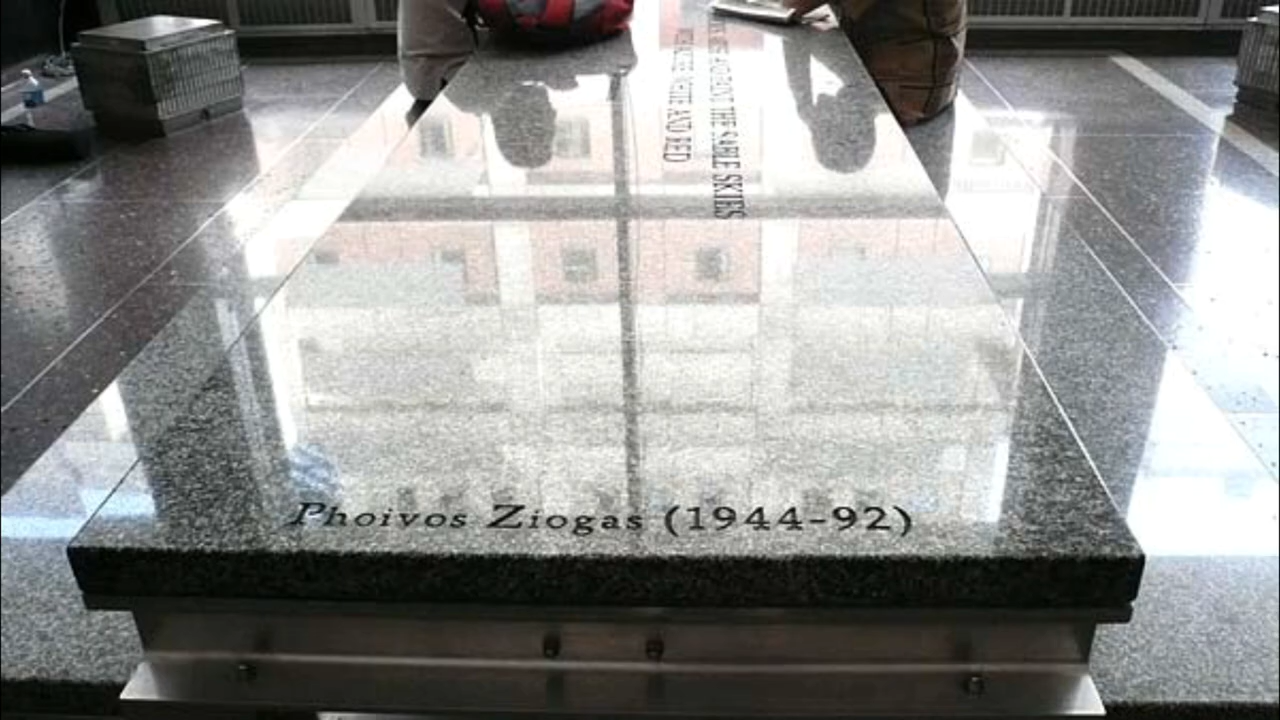 THE SABLE SKIES
WHITE AND RED
Phoivos Ziogas (1944-92)